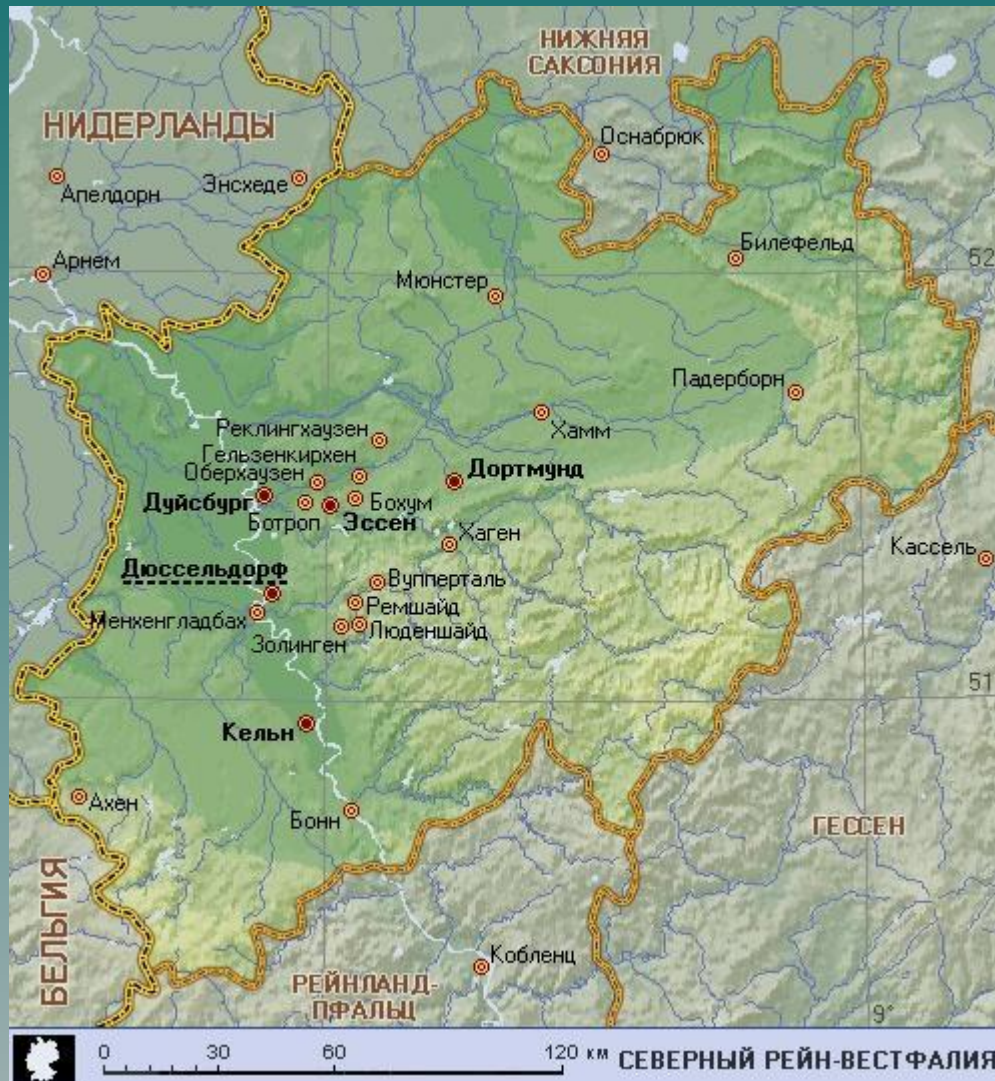 НИЖНЯЯ
САКСОНИЯ
НИДЕРЛАНДЫ
Оснабрюк
Энсхеде
Апелдорн
Билефельд
Арнем
52
Мюнстер
Падерборн
Реклингхаузен
Хамм
Гельзенкирхен
Оберхаузен
Дортмунд
Дуйсбург
Бохум
Ботроп
Эссен
Хаген
Кассель
Дюссельдорф
Вупперталь
Ремшайд
Менхенгладбах
Люденшайд
Золинген
51
Кельн
Ахен
Бонн
ГЕССЕН
БЕЛЬГИЯ
Кобленц
РЕЙНЛАНД-
ПФАЛЬЦ
9°
0 30 60 120 км СЕВЕРНЫЙ РЕЙН-ВЕСТФАЛИЯ